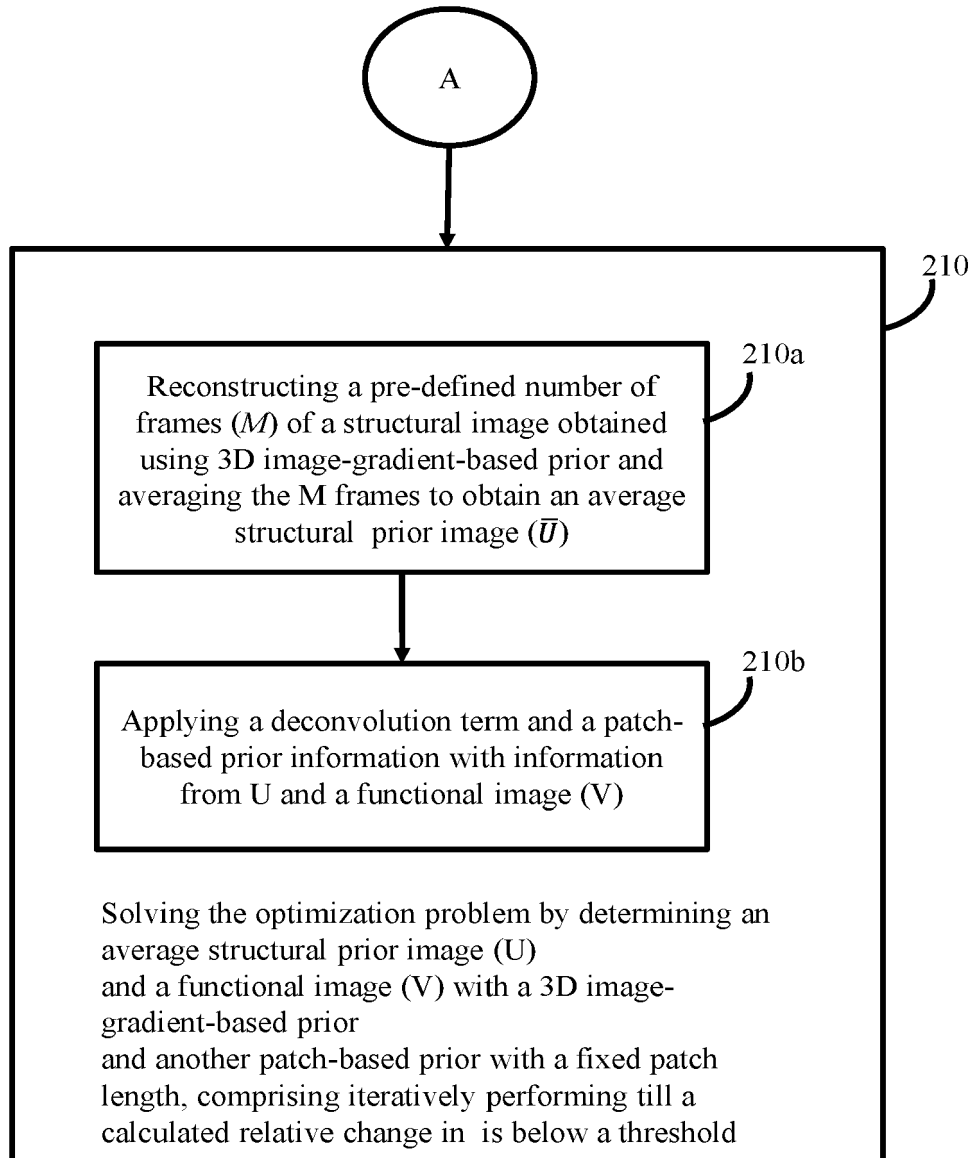 A
210
210a
Reconstructing a pre-defined number of
frames (M) of a structural image obtained
using 3D image-gradient-based prior and
averaging the M frames to obtain an average
structural prior image (U̅)
210b
Applying a deconvolution term and a patch-
based prior information with information
from U and a functional image (V)
Solving the optimization problem by determining an
average structural prior image (U)
and a functional image (V) with a 3D image-
gradient-based prior
and another patch-based prior with a fixed patch
length, comprising iteratively performing till a
calculated relative change in is below a threshold